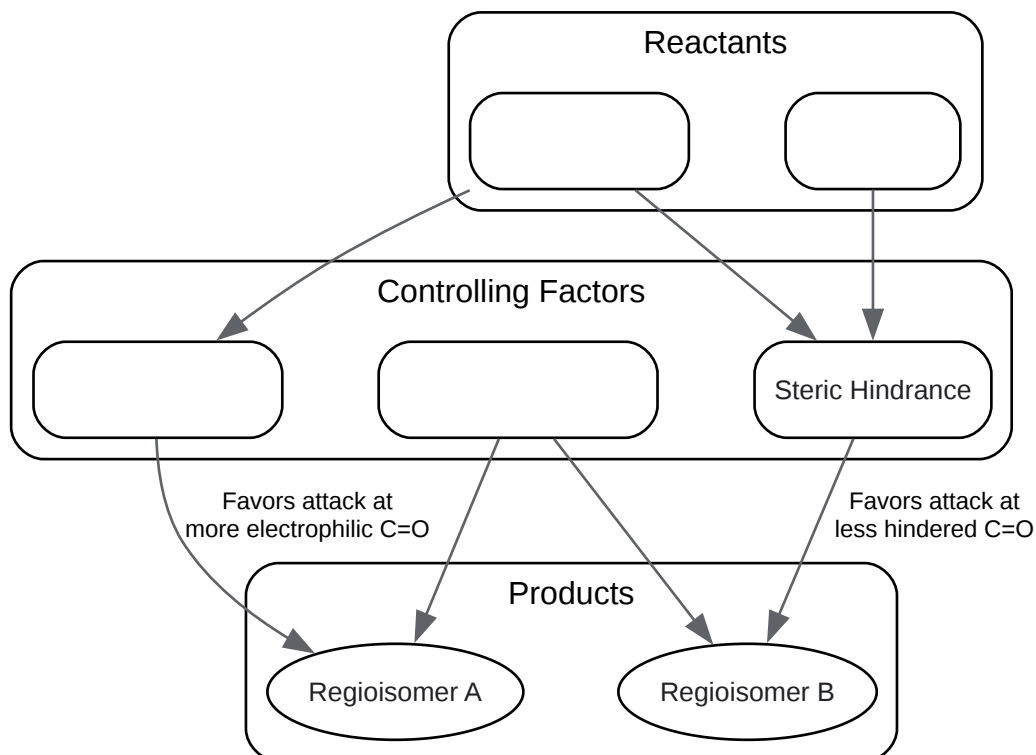 Reactants
Controlling Factors
Steric Hindrance
Favors attack at
more electrophilic C=O
Favors attack at
less hindered C=O
Products
Regioisomer A
Regioisomer B